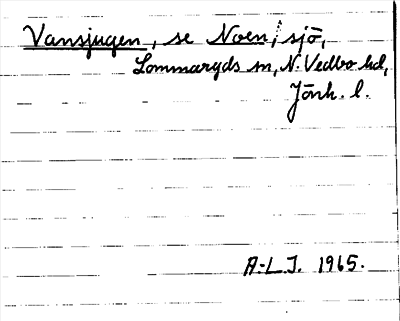 Vansjugen, se Noen, sjö,
Lommaryds sn, N. Vedbo hd,
Jönk. l.
A-L J. 1965.